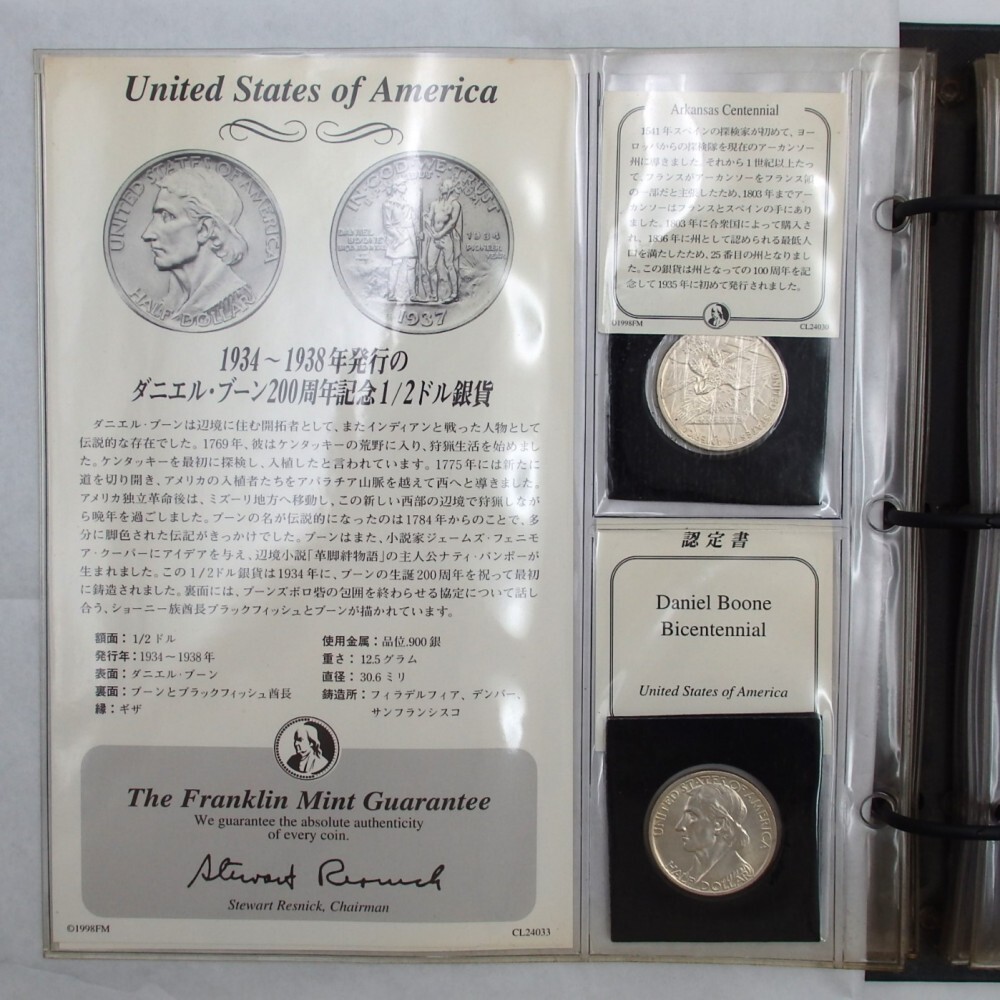 United States of America
UNITED STATES OF AMERICA
HALF DOLLAR
IN GOD WE TRUST
DANIEL
BOONE
1934
PIONEER
1937
1934～1938年発行の
ダニエル・ブーン200周年記念1/2ドル銀貨
ダニエル・ブーンは辺境に住む開拓者として、またインディアンと戦った人物として
伝説的な存在でした。1769年、彼はケンタッキーの荒野に入り、狩猟生活を始めまし
た。ケンタッキーを最初に探検し、入植したと言われています。1775年には新たに
道を切り開き、アメリカの入植者たちをアパラチア山脈を越えて西へと導きました。
アメリカ独立革命後は、ミズーリ地方へ移動し、この新しい西部の辺境で狩猟しなが
ら晩年を過ごしました。ブーンの名が伝説的になったのは1784年からのことで、多
分に脚色された伝記がきっかけでした。ブーンはまた、小説家ジェームズ・フェニモ
ア・クーパーにアイデアを与え、辺境小説「革脚絆物語」の主人公ナティ・バンポーが
生まれました。この1/2ドル銀貨は1934年に、ブーンの生誕200周年を祝って最初
に鋳造されました。裏面には、ブーンズボロ砦の包囲を終わらせる協定について話し
合う、ショーニー族酋長ブラックフィッシュとブーンが描かれています。
額面：1/2ドル
発行年：1934～1938年
表面：ダニエル・ブーン
裏面：ブーンとブラックフィッシュ酋長
縁：ギザ
使用金属：品位.900銀
重さ：12.5グラム
直径：30.6ミリ
鋳造所：フィラデルフィア、デンバー、
サンフランシスコ
The Franklin Mint Guarantee
We guarantee the absolute authenticity
of every coin.
Stewart Resnick
Stewart Resnick, Chairman
©1998FM
CL24033
Arkansas Centennial
1541年スペインの探検家が初めて、ヨー
ロッパからの探検隊を現在のアーカンソー
州に導きました。それから1世紀以上たっ
て、フランスがアーカンソーをフランス領
の一部だと主張したため、1803年までアー
カンソーはフランスとスペインの手にあり
ました。1803年に合衆国によって購入さ
れ、1836年に州として認められる最低人
口を満たしたため、25番目の州となりまし
た。この銀貨は州となっての100周年を記
念して1935年に初めて発行されました。
©1998FM
CL24030
認定書
Daniel Boone
Bicentennial
United States of America
UNITED STATES OF AMERICA
HALF DOLLAR